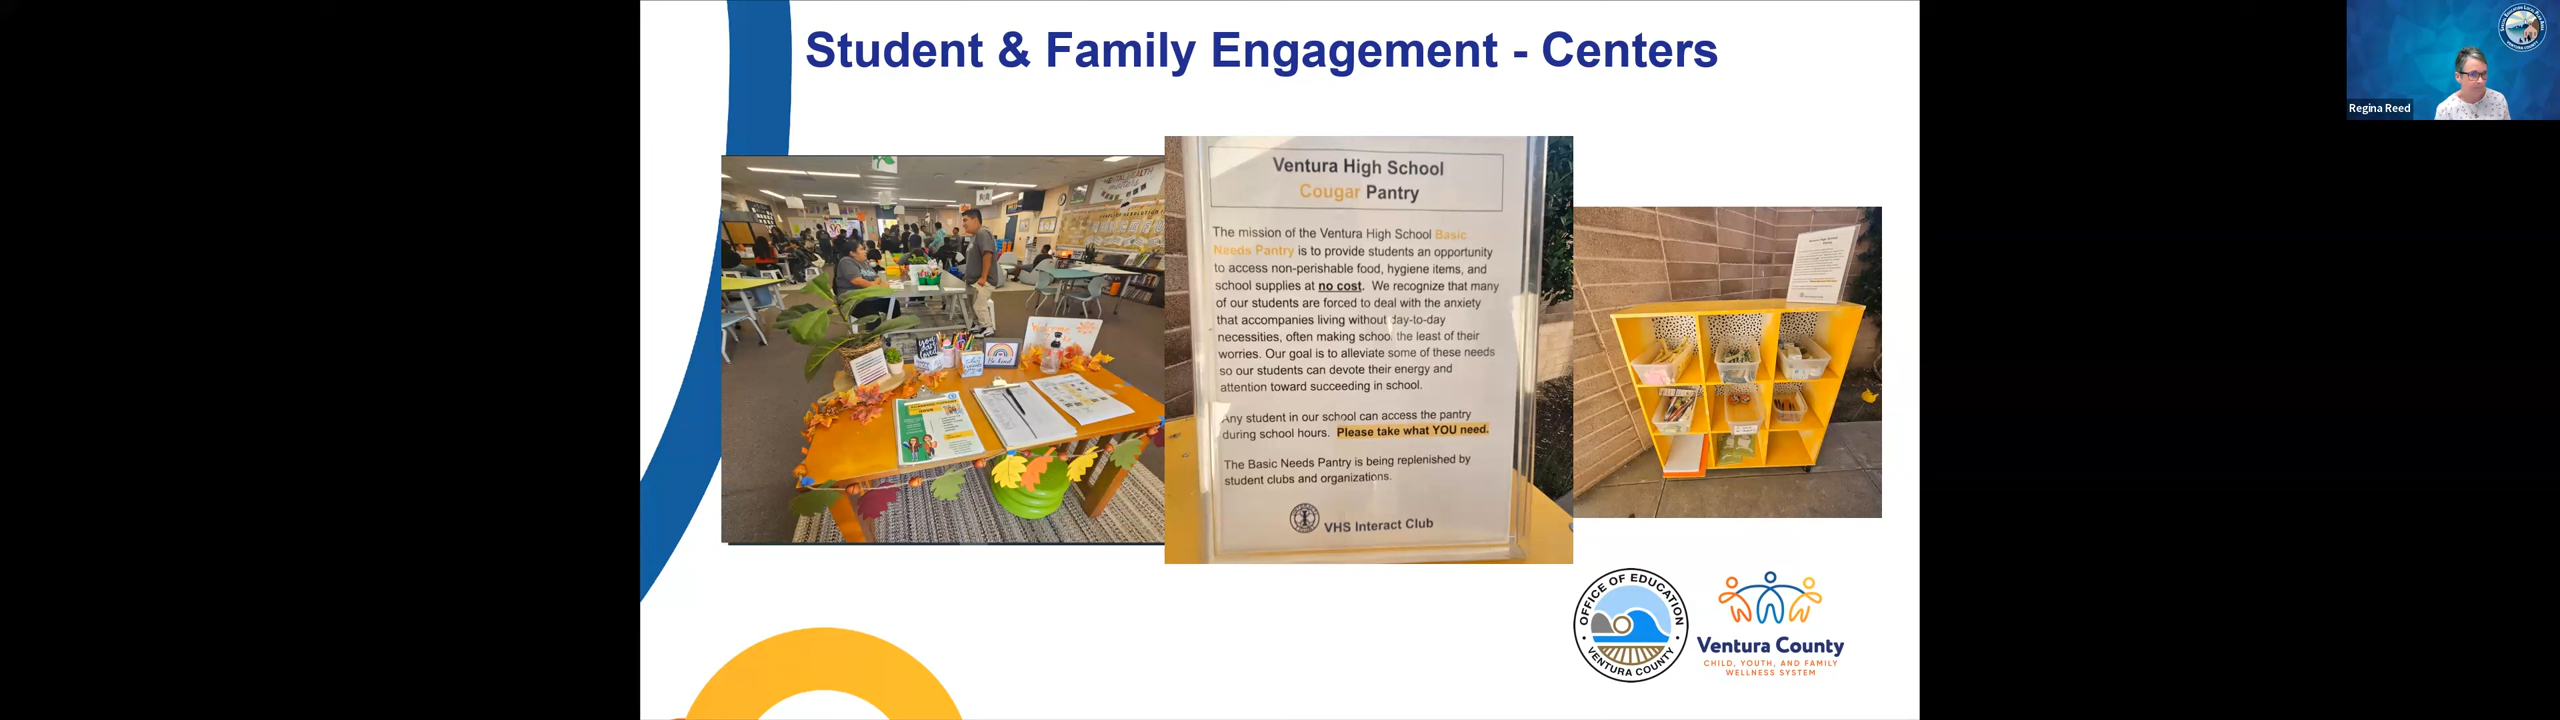 Student & Family Engagement - Centers
Regina Reed
MENTAL HEALTH
Welcome
Be kind
HOUR
Ventura High School
Cougar Pantry
The mission of the Ventura High School Basic
Needs Pantry is to provide students an opportunity
to access non-perishable food, hygiene items, and
school supplies at no cost. We recognize that many
of our students are forced to deal with the anxiety
that accompanies living without day-to-day
necessities, often making school the least of their
worries. Our goal is to alleviate some of these needs
so our students can devote their energy and
attention toward succeeding in school.
Any student in our school can access the pantry
during school hours. Please take what YOU need.
The Basic Needs Pantry is being replenished by
student clubs and organizations.
VHS Interact Club
OFFICE OF EDUCATION
VENTURA COUNTY
Ventura County
CHILD, YOUTH, AND FAMILY
WELLNESS SYSTEM